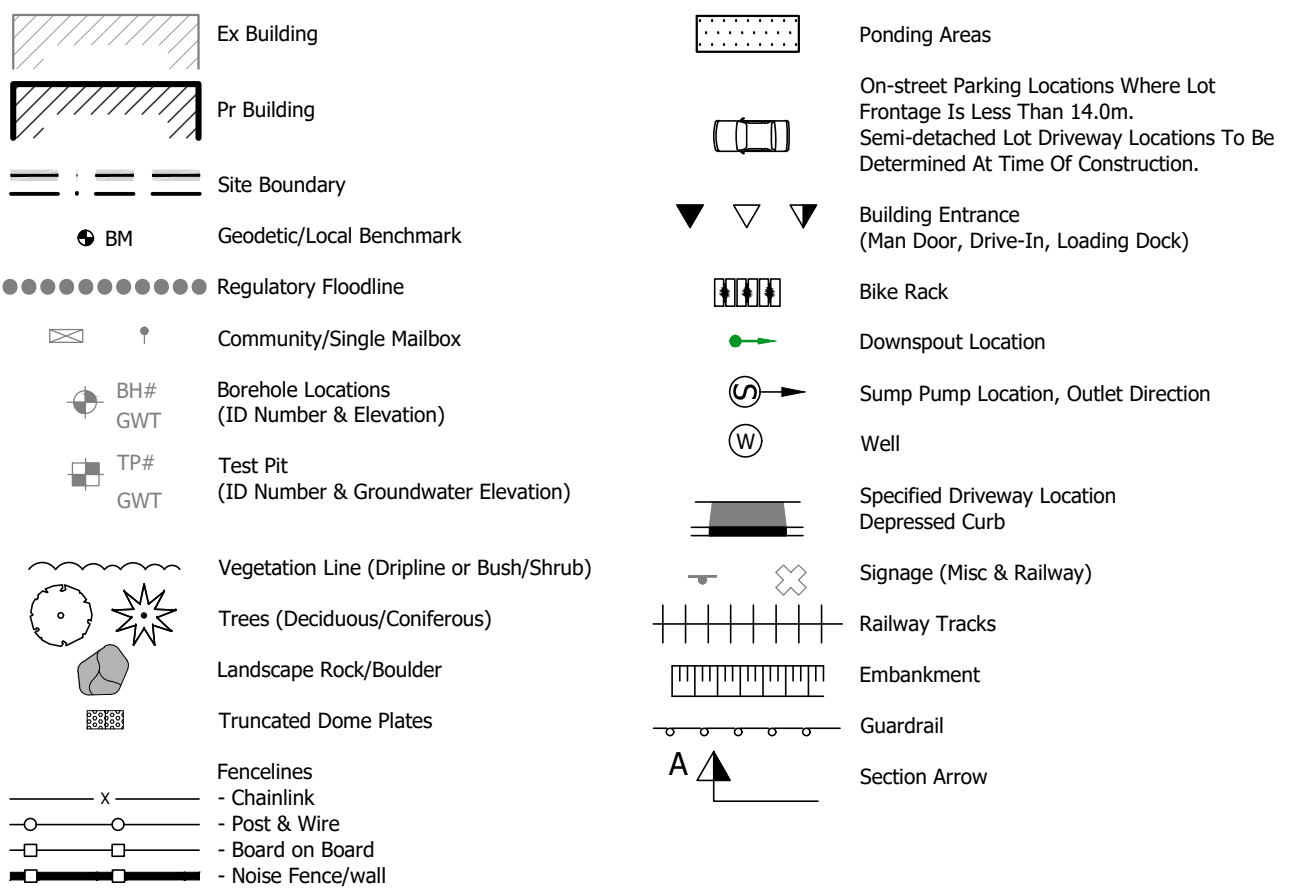 Ex Building
Pr Building
Site Boundary
BM Geodetic/Local Benchmark
Regulatory Floodline
Community/Single Mailbox
BH# Borehole Locations
GWT (ID Number & Elevation)
TP# Test Pit
GWT (ID Number & Groundwater Elevation)
Vegetation Line (Dripline or Bush/Shrub)
Trees (Deciduous/Coniferous)
Landscape Rock/Boulder
Truncated Dome Plates
Fencelines
X - Chainlink
- Post & Wire
- Board on Board
- Noise Fence/wall
Ponding Areas
On-street Parking Locations Where Lot
Frontage Is Less Than 14.0m.
Semi-detached Lot Driveway Locations To Be
Determined At Time Of Construction.
Building Entrance
(Man Door, Drive-In, Loading Dock)
Bike Rack
Downspout Location
S Sump Pump Location, Outlet Direction
W Well
Specified Driveway Location
Depressed Curb
Signage (Misc & Railway)
Railway Tracks
Embankment
Guardrail
A Section Arrow